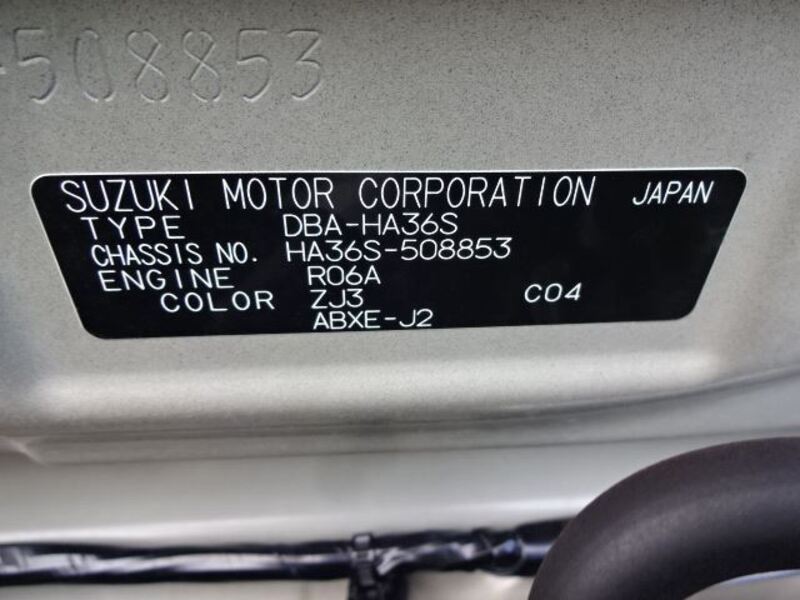 -508853
SUZUKI MOTOR CORPORATION JAPAN
TYPE DBA-HA36S
CHASSIS NO. HA36S-508853
ENGINE R06A
COLOR ZJ3 C04
ABXE-J2